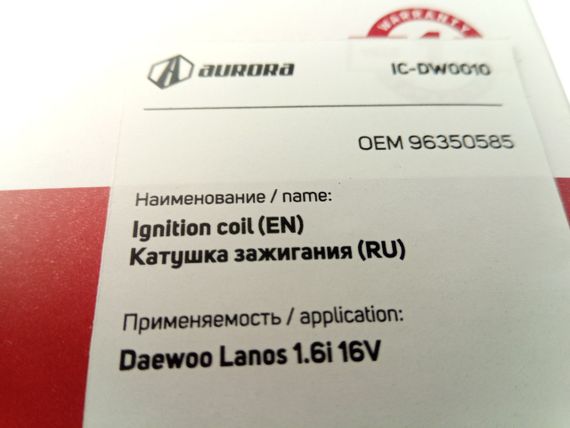 WARRANTY
AURORA
IC-DW0010
OEM 96350585
Наименование / name:
Ignition coil (EN)
Катушка зажигания (RU)
Применяемость / application:
Daewoo Lanos 1.6i 16V